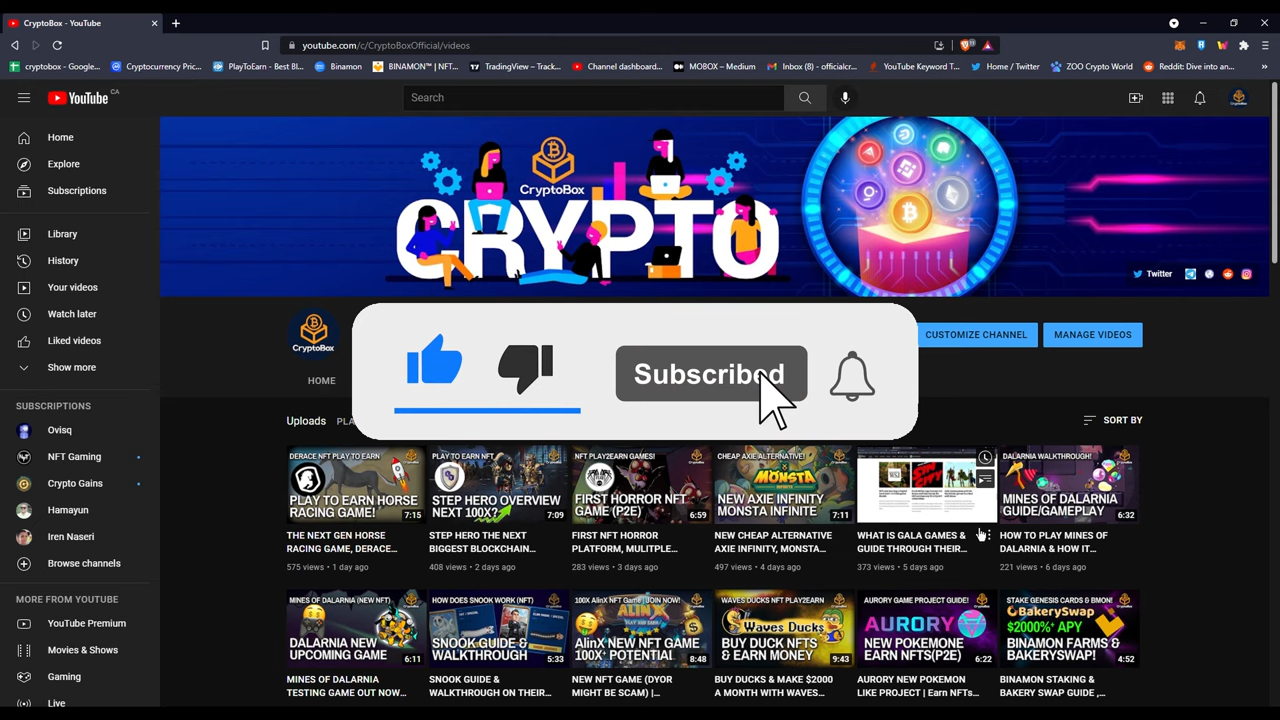 CryptoBox - YouTube
youtube.com/c/CryptoBoxOfficial/videos
cryptobox - Google... Cryptocurrency Pric... PlayToEarn - Best Bl... Binamon BINAMON™ | NFT... TradingView – Track... Channel dashboard... MOBOX – Medium Inbox (8) - officialcr... YouTube Keyword T... Home / Twitter ZOO Crypto World Reddit: Dive into an...
YouTube CA
Search
Home
Explore
Subscriptions
Library
History
Your videos
Watch later
Liked videos
Show more
SUBSCRIPTIONS
Ovisq
NFT Gaming
Crypto Gains
Hamayun
Iren Naseri
Browse channels
MORE FROM YOUTUBE
YouTube Premium
Movies & Shows
Gaming
Live
CryptoBox
CRYPTO
Twitter
CryptoBox
CUSTOMIZE CHANNEL MANAGE VIDEOS
Subscribed
HOME
Uploads PLA
SORT BY
DERACE NFT PLAY TO EARN
PLAY TO EARN HORSE
RACING GAME!
7:15
THE NEXT GEN HORSE
RACING GAME, DERACE...
575 views • 1 day ago
PLAY TO EARN NFT
STEP HERO OVERVIEW
NEXT 100X?
7:09
STEP HERO THE NEXT
BIGGEST BLOCKCHAIN...
408 views • 2 days ago
NFT PLAY2EARN GAMES!
FIRST HORROR NFT
GAME (P2E)
6:59
FIRST NFT HORROR
PLATFORM, MULITPLE...
283 views • 3 days ago
CHEAP AXIE ALTERNATIVE!
MONSTA
INFINITE
NEW AXIE INFINITY
MONSTA INFINITE
7:11
NEW CHEAP ALTERNATIVE
AXIE INFINITY, MONSTA...
497 views • 4 days ago
WHAT IS GALA GAMES &
GUIDE THROUGH THEIR...
373 views • 5 days ago
DALARNIA WALKTHROUGH!
MINES OF DALARNIA
GUIDE/GAMEPLAY
6:32
HOW TO PLAY MINES OF
DALARNIA & HOW IT...
221 views • 6 days ago
MINES OF DALARNIA (NEW NFT)
DALARNIA NEW
UPCOMING GAME
6:11
MINES OF DALARNIA
TESTING GAME OUT NOW...
HOW DOES SNOOK WORK (NFT)
SNOOK GUIDE &
WALKTHROUGH
5:33
SNOOK GUIDE &
WALKTHROUGH ON THEIR...
100X AlinX NFT Game | JOIN NOW!
ALINX
PLAY AND EARN
AlinX NEW NFT GAME
100X POTENTIAL
8:48
NEW NFT GAME (DYOR
MIGHT BE SCAM) |...
WAVES DUCKS NFT PLAY2EARN
Waves Ducks
BUY DUCK NFTS
& EARN MONEY
9:43
BUY DUCKS & MAKE $2000
A MONTH WITH WAVES...
AURORY GAME PROJECT GUIDE!
AURORY
NEW POKEMONE
EARN NFTS(P2E)
6:22
AURORY NEW POKEMON
LIKE PROJECT | Earn NFTs...
STAKE GENESIS CARDS & BMON!
BakerySwap
$2000%+ APY
BINAMON FARMS &
BAKERYSWAP!
4:52
BINAMON STAKING &
BAKERY SWAP GUIDE ,...